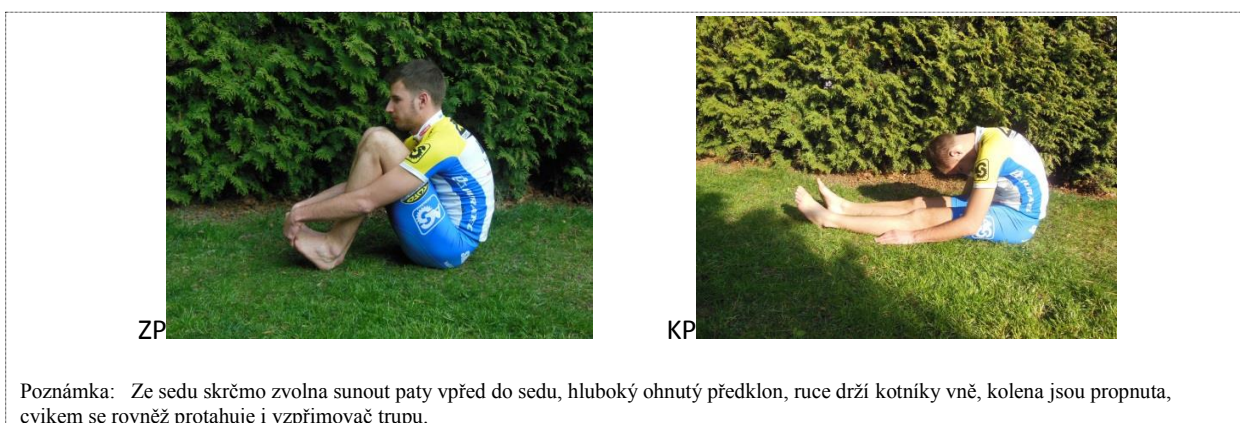 ZP
KP
Poznámka: Ze sedu skrčmo zvolna sunout paty vpřed do sedu, hluboký ohnutý předklon, ruce drží kotníky vně, kolena jsou propnuta,
cvikem se rovněž protahuje i vzpřimovač trupu.